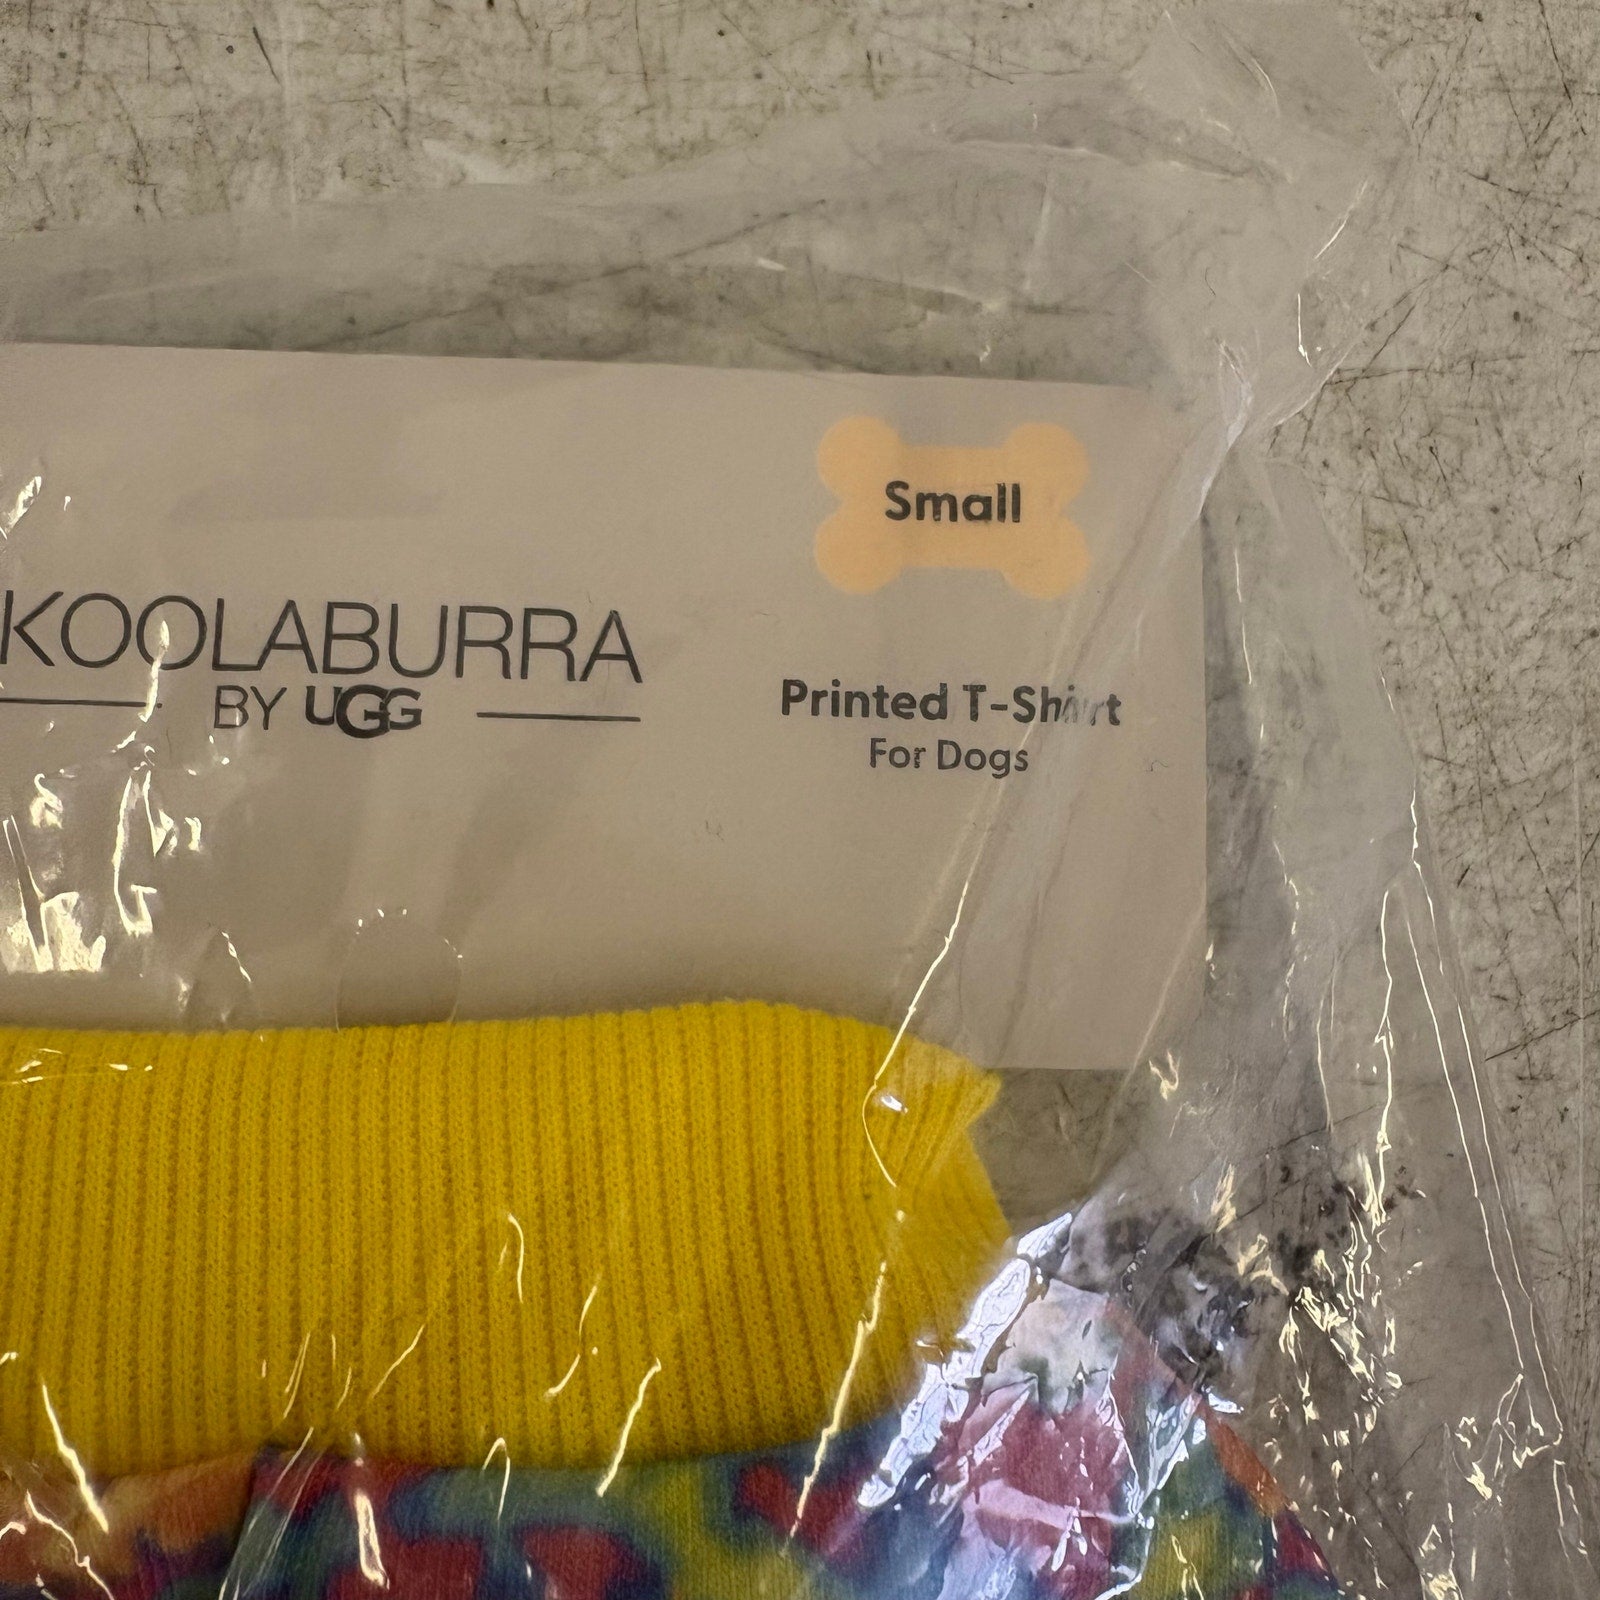 Small
KOOLABURRA
BY UGG
Printed T-Shirt
For Dogs